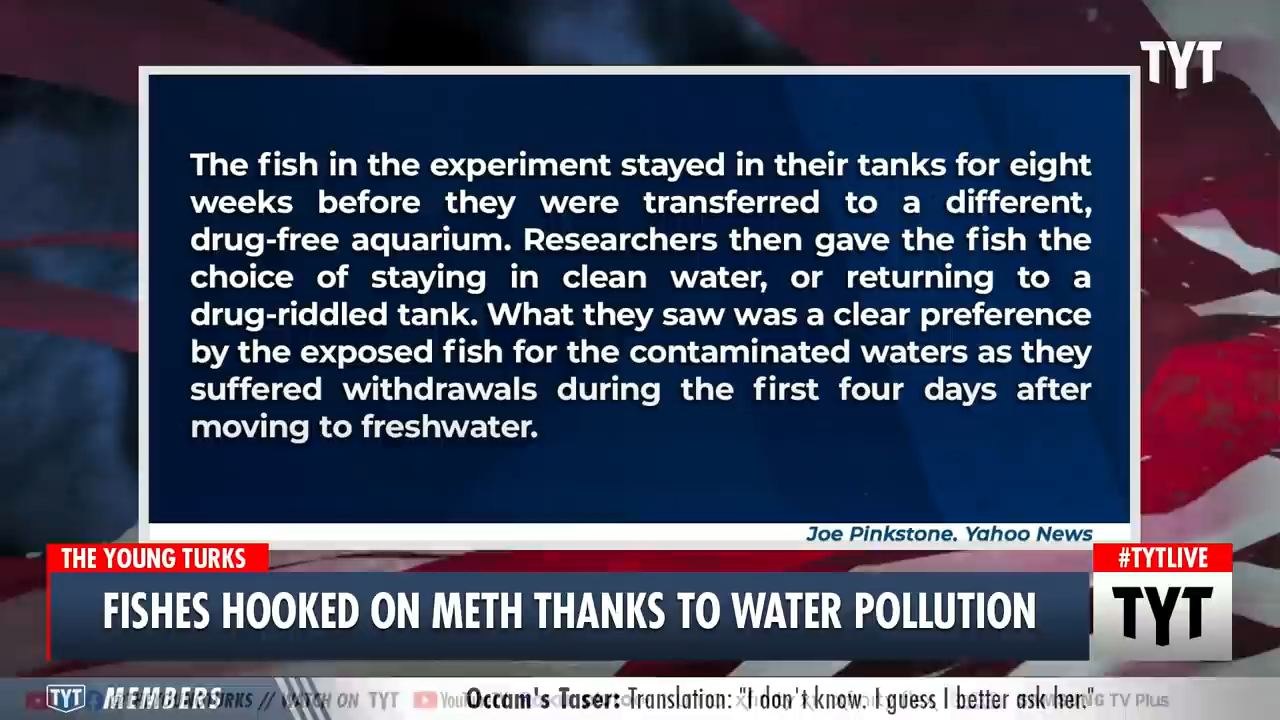 TYT
The fish in the experiment stayed in their tanks for eight
weeks before they were transferred to a different,
drug-free aquarium. Researchers then gave the fish the
choice of staying in clean water, or returning to a
drug-riddled tank. What they saw was a clear preference
by the exposed fish for the contaminated waters as they
suffered withdrawals during the first four days after
moving to freshwater.
Joe Pinkstone. Yahoo News
THE YOUNG TURKS
#TYTLIVE
FISHES HOOKED ON METH THANKS TO WATER POLLUTION
TYT
TYT MEMBERS Occam's Taser: Translation: "I don't know. I guess I better ask her."